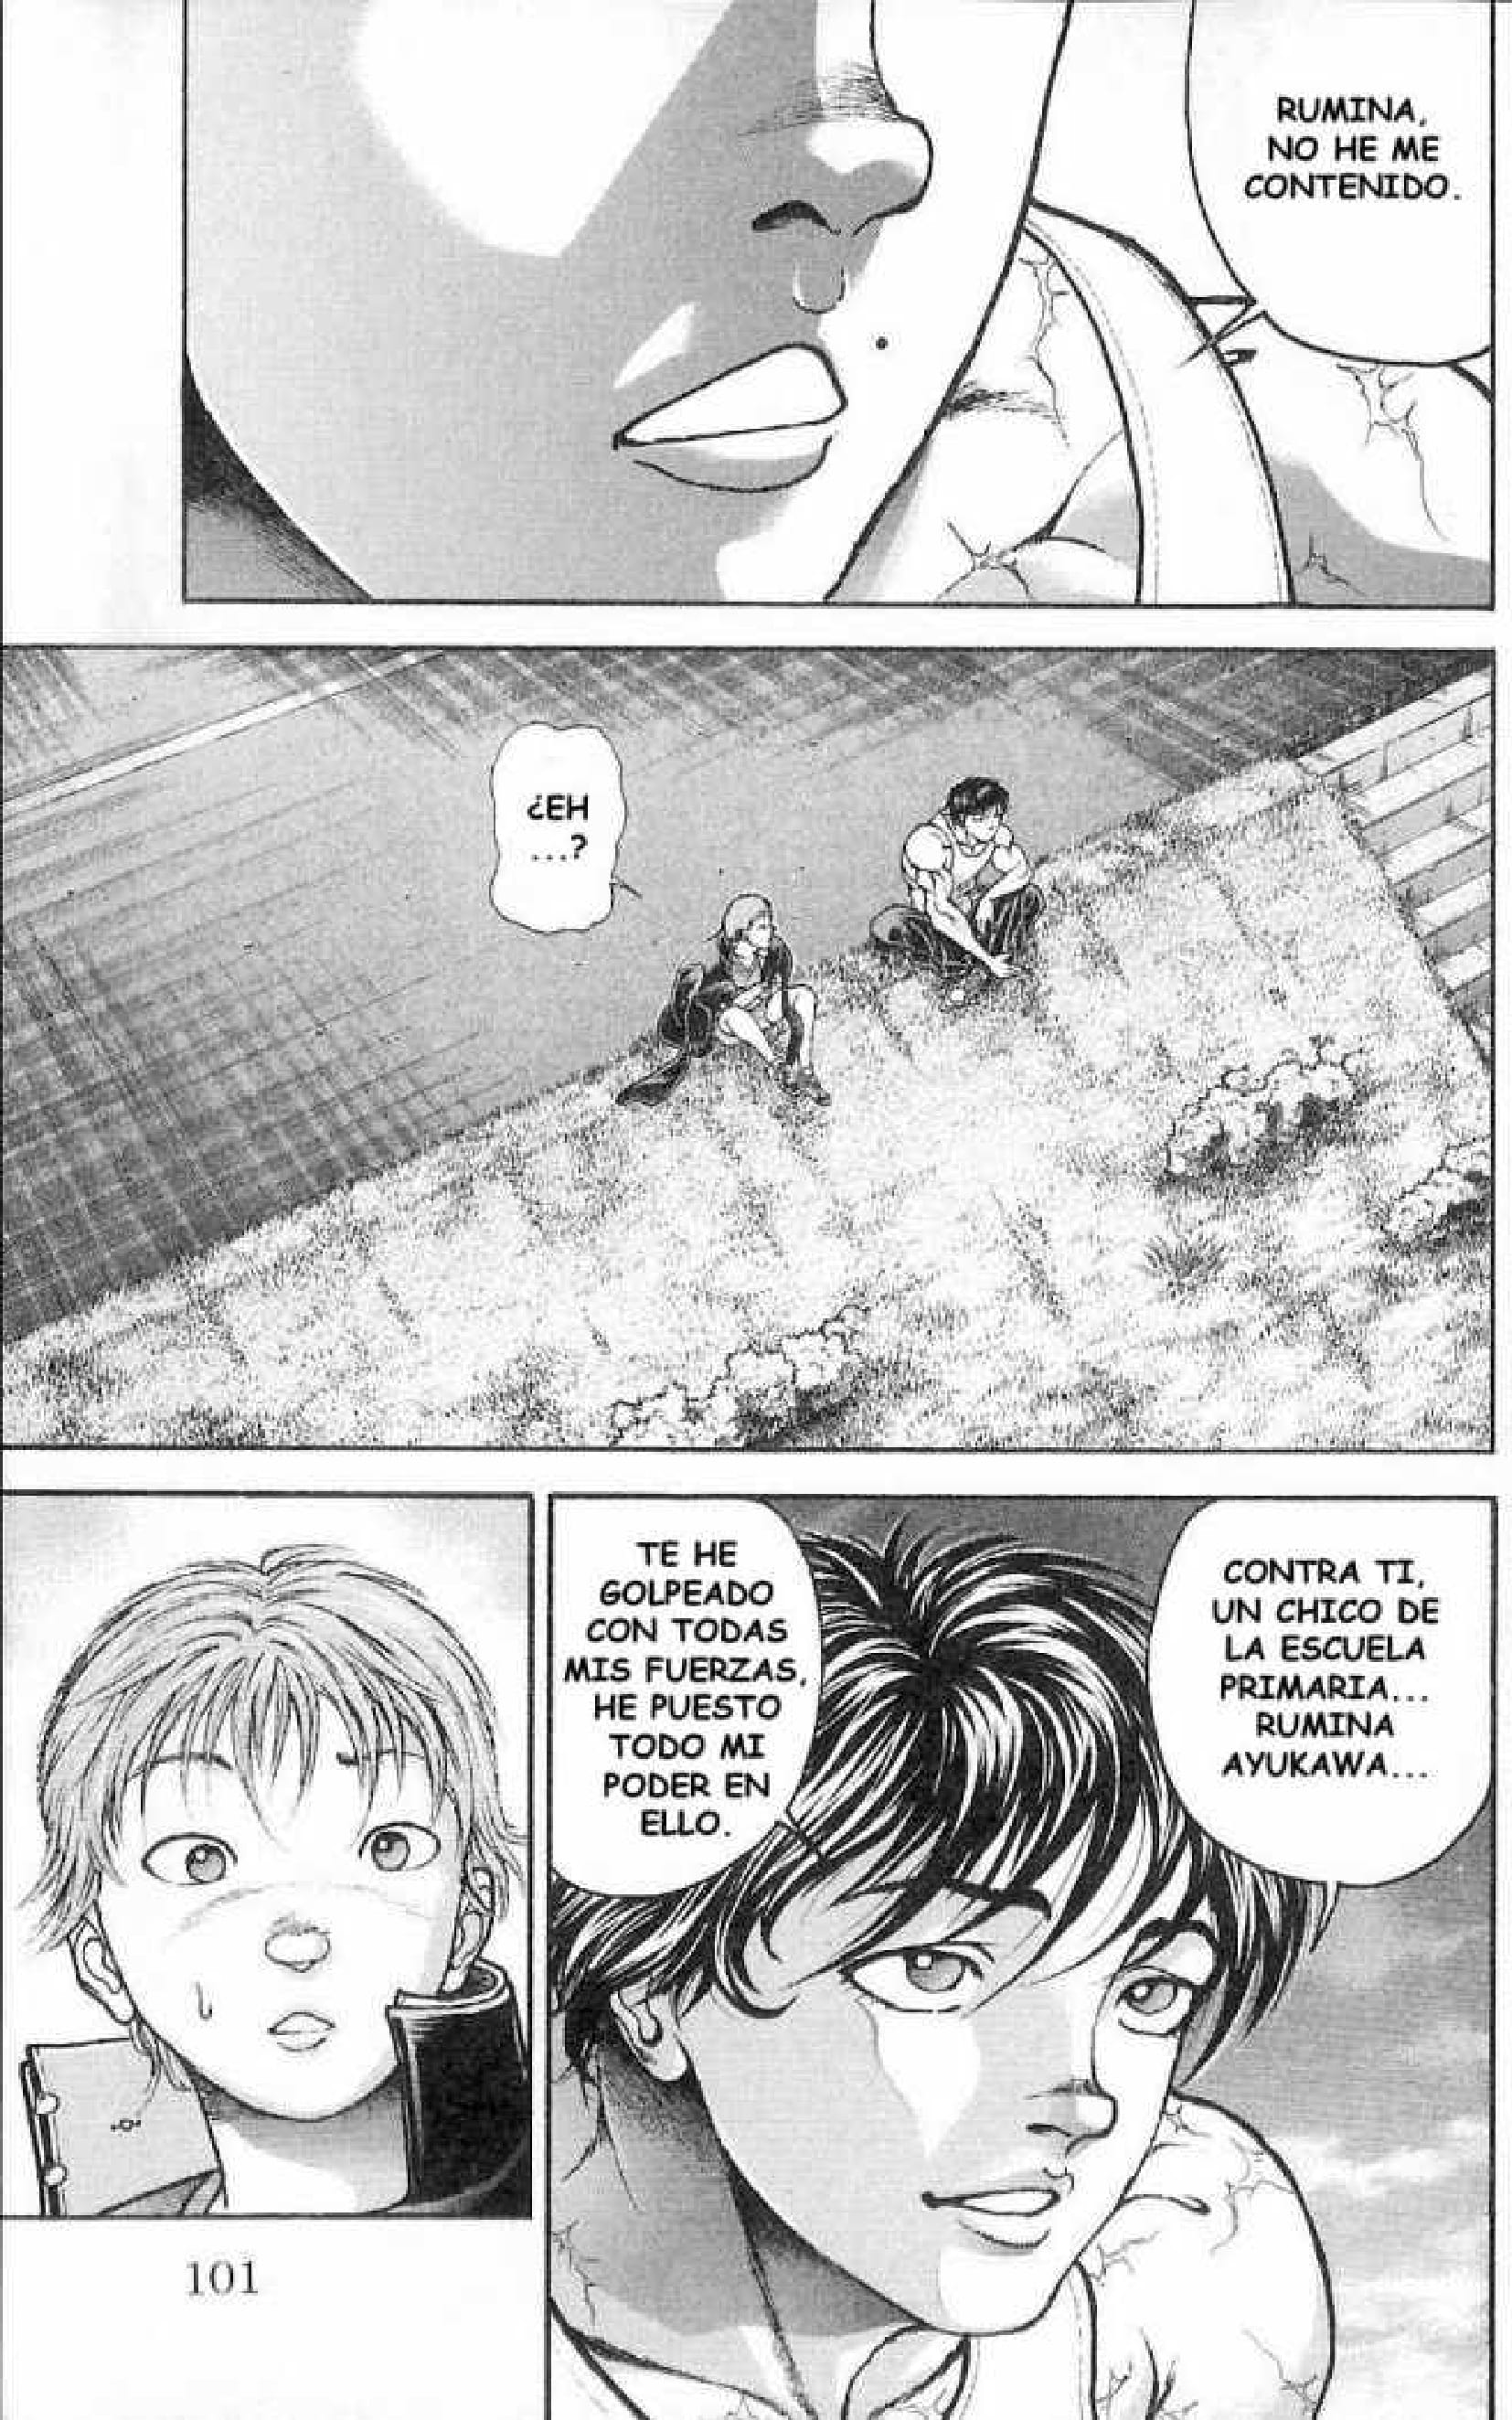 RUMINA,
NO HE ME
CONTENIDO.
¿EH
...?
CONTRA TI,
UN CHICO DE
LA ESCUELA
PRIMARIA...
RUMINA
AYUKAWA...
TE HE
GOLPEADO
CON TODAS
MIS FUERZAS,
HE PUESTO
TODO MI
PODER EN
ELLO.
101